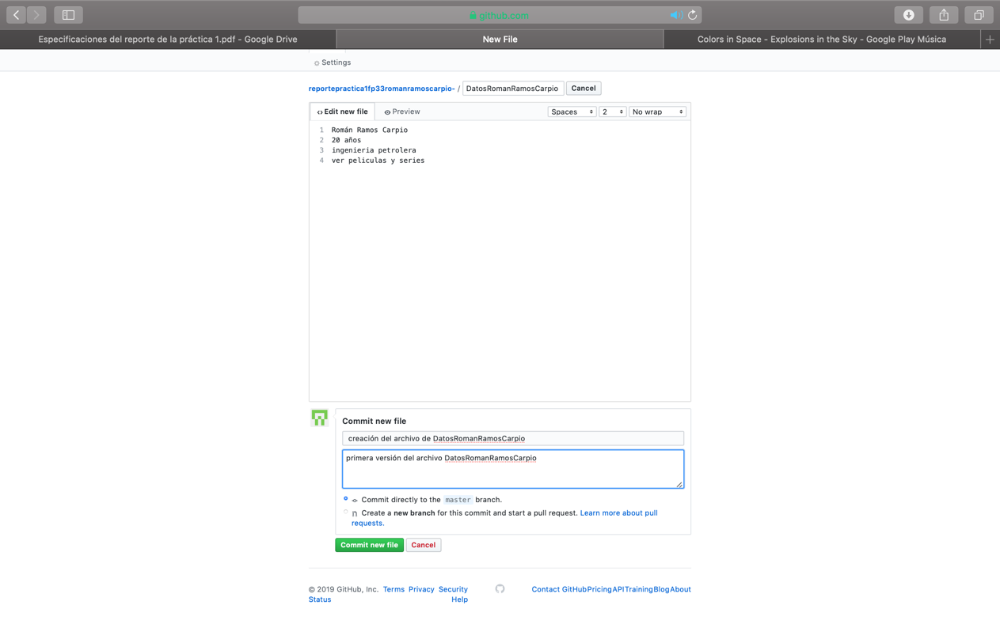 github.com
Especificaciones del reporte de la práctica 1.pdf - Google Drive
New File
Colors in Space - Explosions in the Sky - Google Play Música
Settings
reportepractica1fp33romanramoscarpio- / DatosRomanRamosCarpio Cancel
Edit new file Preview Spaces 2 No wrap
1 Román Ramos Carpio
2 20 años
3 ingenieria petrolera
4 ver peliculas y series
Commit new file
creación del archivo de DatosRomanRamosCarpio
primera versión del archivo DatosRomanRamosCarpio
Commit directly to the master branch.
Create a new branch for this commit and start a pull request. Learn more about pull
requests.
Commit new file Cancel
© 2019 GitHub, Inc. Terms Privacy Security Contact GitHubPricingAPITrainingBlogAbout
Status Help